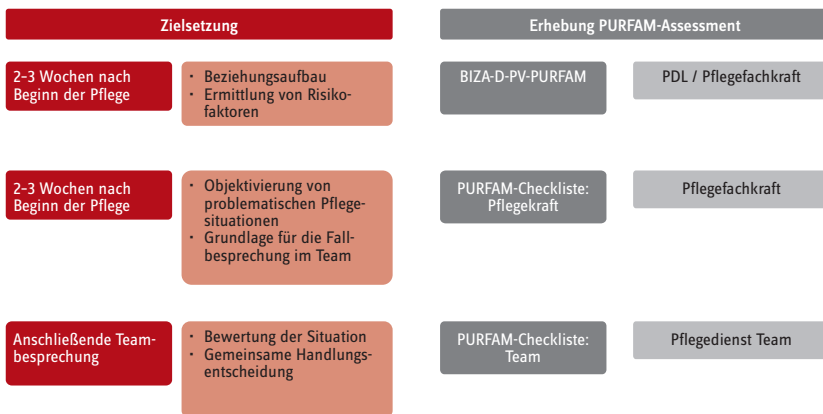 Zielsetzung
Erhebung PURFAM-Assessment
2–3 Wochen nach
Beginn der Pflege
· Beziehungsaufbau
· Ermittlung von Risiko-
faktoren
BIZA-D-PV-PURFAM
PDL / Pflegefachkraft
2–3 Wochen nach
Beginn der Pflege
· Objektivierung von
problematischen Pflege-
situationen
· Grundlage für die Fall-
besprechung im Team
PURFAM-Checkliste:
Pflegekraft
Pflegefachkraft
Anschließende Team-
besprechung
· Bewertung der Situation
· Gemeinsame Handlungs-
entscheidung
PURFAM-Checkliste:
Team
Pflegedienst Team